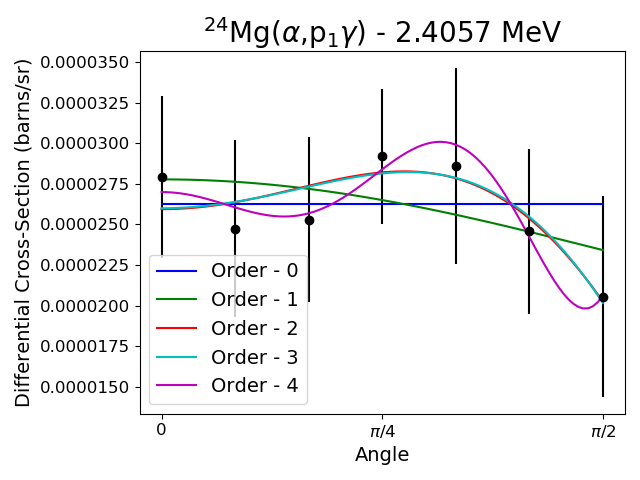 ²⁴Mg(α,p₁γ) - 2.4057 MeV
Differential Cross-Section (barns/sr)
0.0000350
0.0000325
0.0000300
0.0000275
0.0000250
0.0000225
0.0000200
0.0000175
0.0000150
Order - 0
Order - 1
Order - 2
Order - 3
Order - 4
0 π/4 π/2
Angle